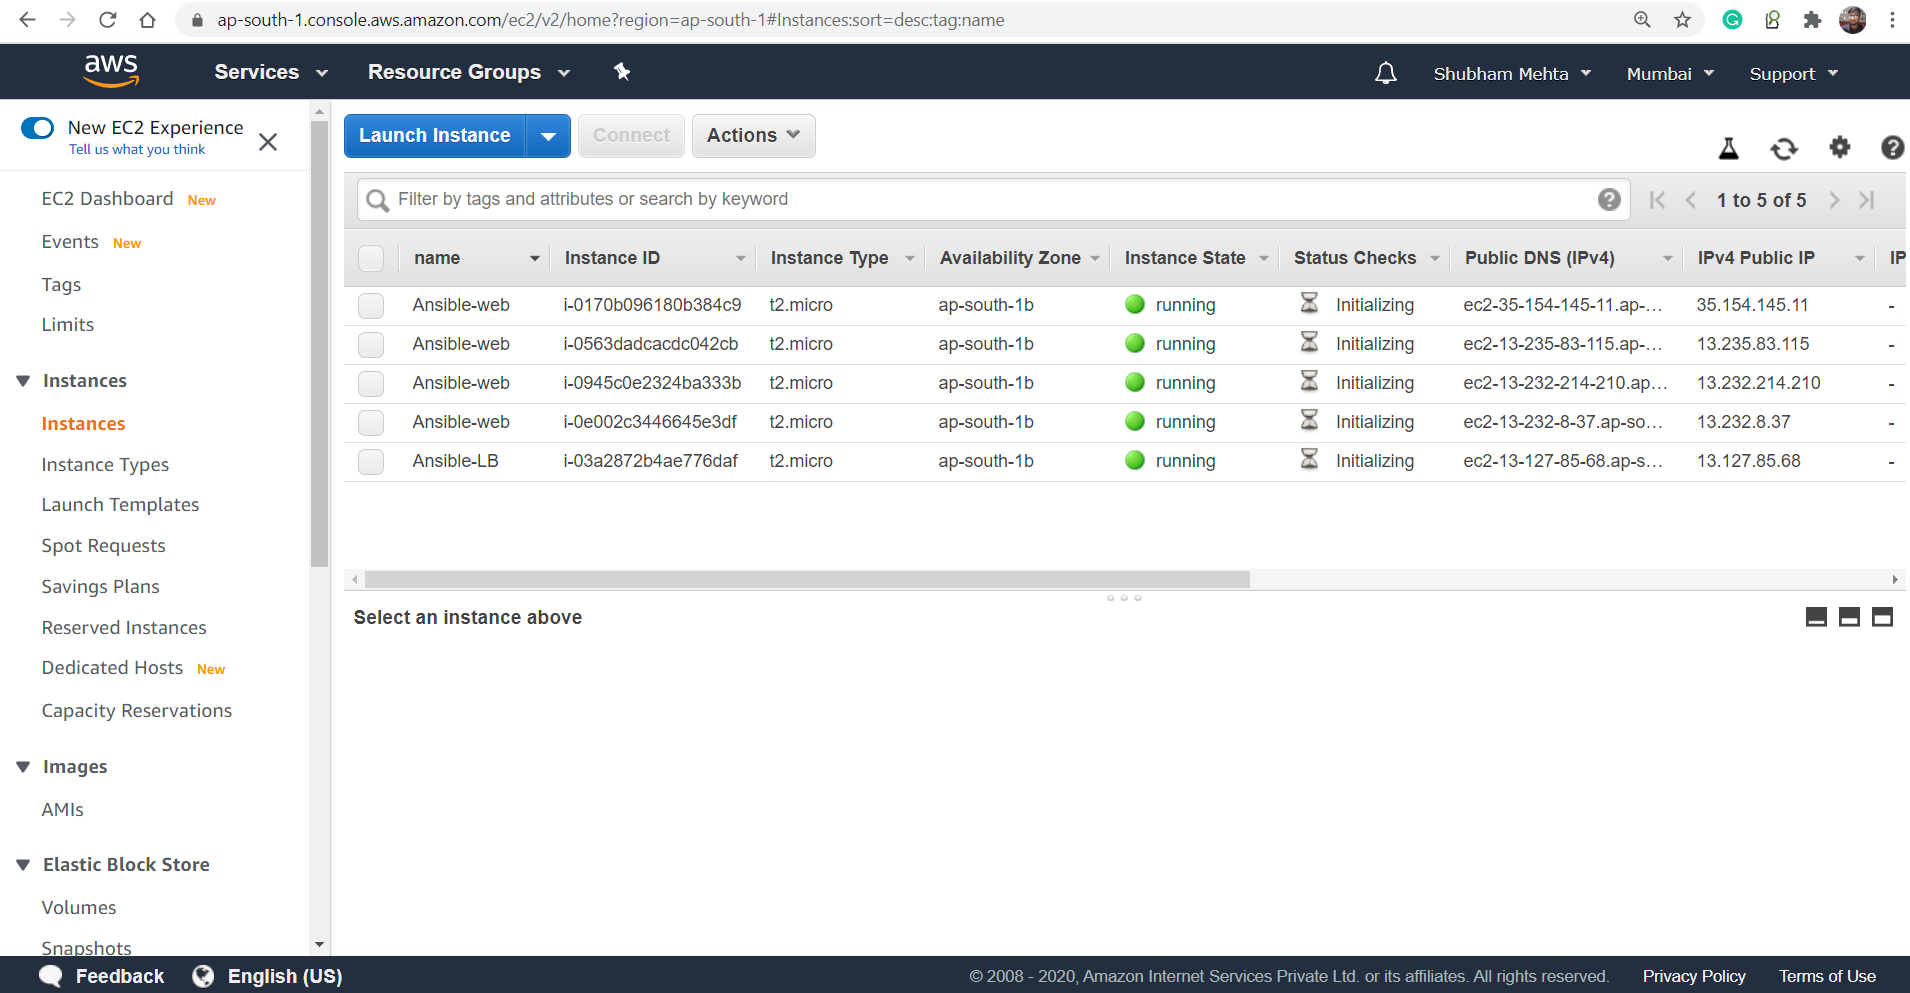 ap-south-1.console.aws.amazon.com/ec2/v2/home?region=ap-south-1#Instances:sort=desc:tag:name
aws Services Resource Groups Shubham Mehta Mumbai Support
New EC2 Experience
Tell us what you think
EC2 Dashboard New
Events New
Tags
Limits
Instances
Instances
Instance Types
Launch Templates
Spot Requests
Savings Plans
Reserved Instances
Dedicated Hosts New
Capacity Reservations
Images
AMIs
Elastic Block Store
Volumes
Snapshots
Launch Instance Connect Actions
Filter by tags and attributes or search by keyword 1 to 5 of 5
name Instance ID Instance Type Availability Zone Instance State Status Checks Public DNS (IPv4) IPv4 Public IP IP
Ansible-web i-0170b096180b384c9 t2.micro ap-south-1b running Initializing ec2-35-154-145-11.ap-... 35.154.145.11 -
Ansible-web i-0563dadcacdc042cb t2.micro ap-south-1b running Initializing ec2-13-235-83-115.ap-... 13.235.83.115 -
Ansible-web i-0945c0e2324ba333b t2.micro ap-south-1b running Initializing ec2-13-232-214-210.ap... 13.232.214.210 -
Ansible-web i-0e002c3446645e3df t2.micro ap-south-1b running Initializing ec2-13-232-8-37.ap-so... 13.232.8.37 -
Ansible-LB i-03a2872b4ae776daf t2.micro ap-south-1b running Initializing ec2-13-127-85-68.ap-s... 13.127.85.68 -
Select an instance above
Feedback English (US) © 2008 - 2020, Amazon Internet Services Private Ltd. or its affiliates. All rights reserved. Privacy Policy Terms of Use